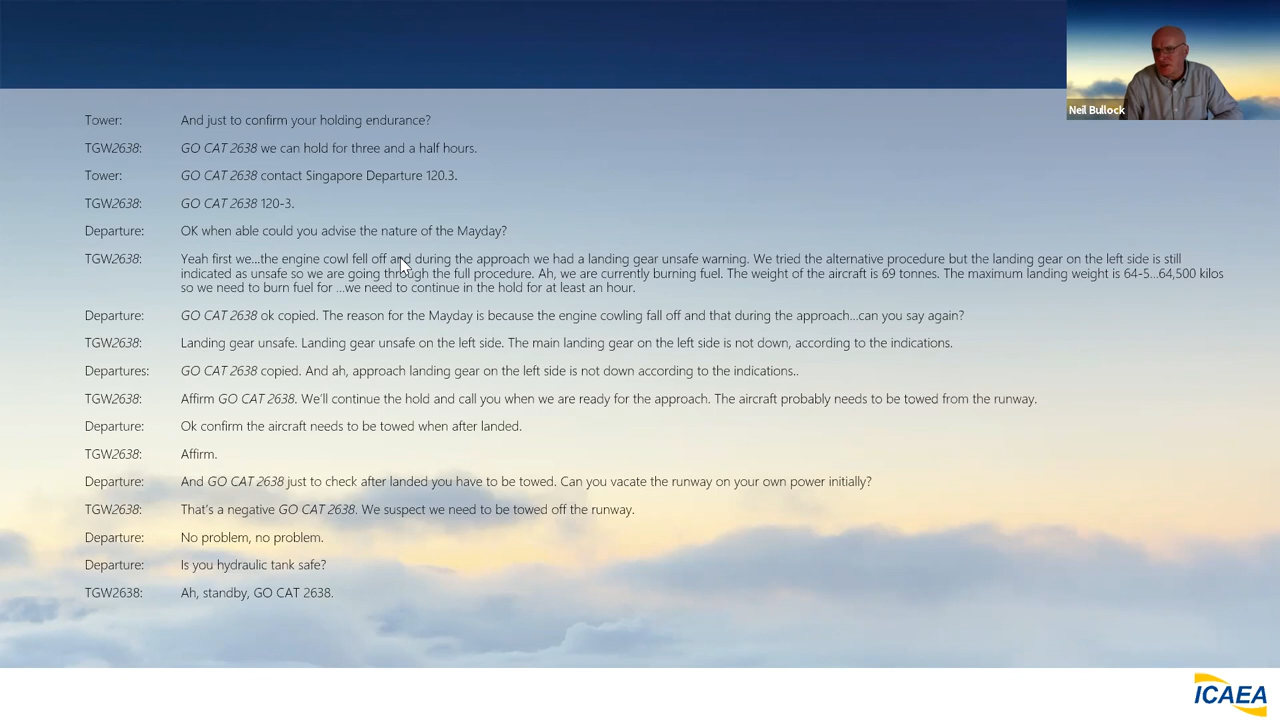 Neil Bullock
Tower: And just to confirm your holding endurance?
TGW2638: GO CAT 2638 we can hold for three and a half hours.
Tower: GO CAT 2638 contact Singapore Departure 120.3.
TGW2638: GO CAT 2638 120-3.
Departure: OK when able could you advise the nature of the Mayday?
TGW2638: Yeah first we...the engine cowl fell off and during the approach we had a landing gear unsafe warning. We tried the alternative procedure but the landing gear on the left side is still
indicated as unsafe so we are going through the full procedure. Ah, we are currently burning fuel. The weight of the aircraft is 69 tonnes. The maximum landing weight is 64-5...64,500 kilos
so we need to burn fuel for ...we need to continue in the hold for at least an hour.
Departure: GO CAT 2638 ok copied. The reason for the Mayday is because the engine cowling fall off and that during the approach...can you say again?
TGW2638: Landing gear unsafe. Landing gear unsafe on the left side. The main landing gear on the left side is not down, according to the indications.
Departures: GO CAT 2638 copied. And ah, approach landing gear on the left side is not down according to the indications..
TGW2638: Affirm GO CAT 2638. We'll continue the hold and call you when we are ready for the approach. The aircraft probably needs to be towed from the runway.
Departure: Ok confirm the aircraft needs to be towed when after landed.
TGW2638: Affirm.
Departure: And GO CAT 2638 just to check after landed you have to be towed. Can you vacate the runway on your own power initially?
TGW2638: That's a negative GO CAT 2638. We suspect we need to be towed off the runway.
Departure: No problem, no problem.
Departure: Is you hydraulic tank safe?
TGW2638: Ah, standby, GO CAT 2638.
ICAEA